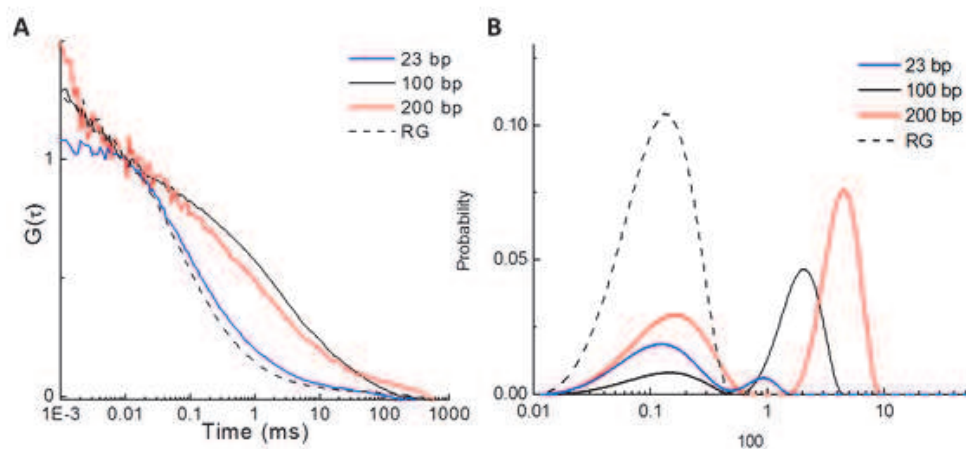 A
23 bp
100 bp
200 bp
RG
G(τ)
1
0
1E-3 0.01 0.1 1 10 100 1000
Time (ms)
B
23 bp
100 bp
200 bp
RG
Probability
0.10
0.05
0.00
0.01 0.1 1 10
100